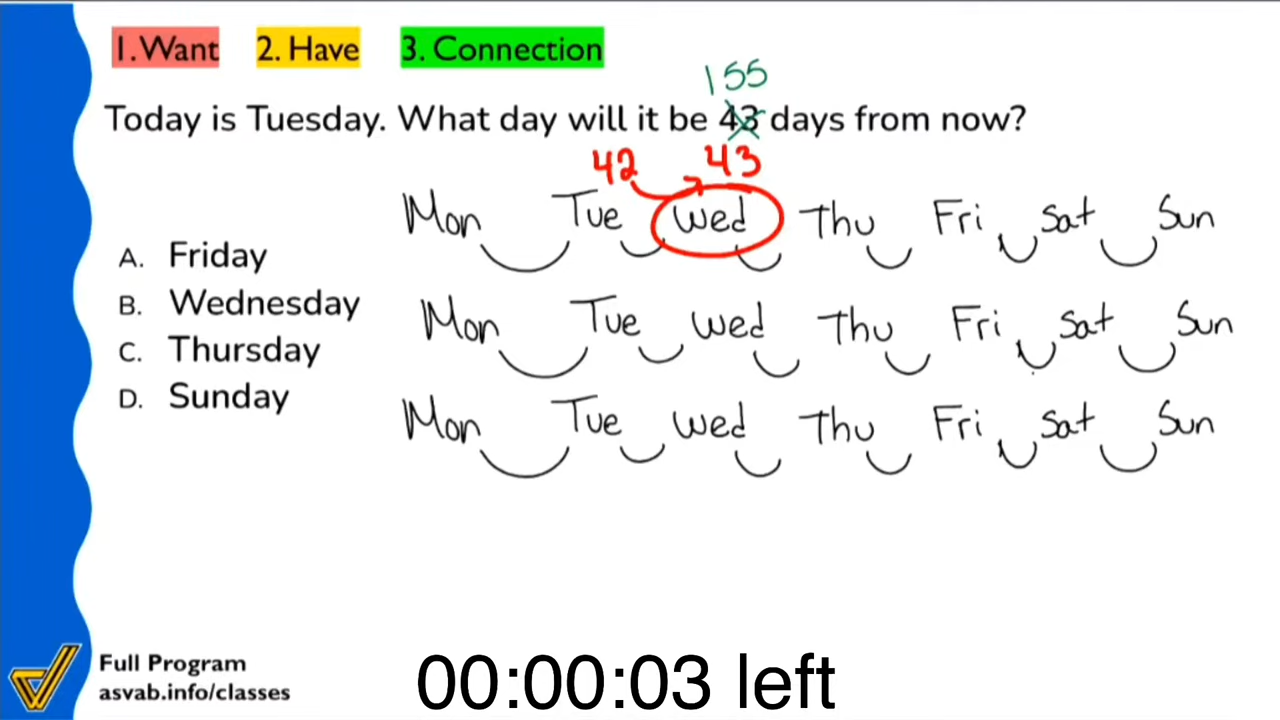 1. Want 2. Have 3. Connection
155
Today is Tuesday. What day will it be 43 days from now?
42 43
Mon Tue Wed Thu Fri Sat Sun
A. Friday
B. Wednesday
Mon Tue Wed Thu Fri Sat Sun
C. Thursday
D. Sunday
Mon Tue Wed Thu Fri Sat Sun
Full Program
asvab.info/classes
00:00:03 left